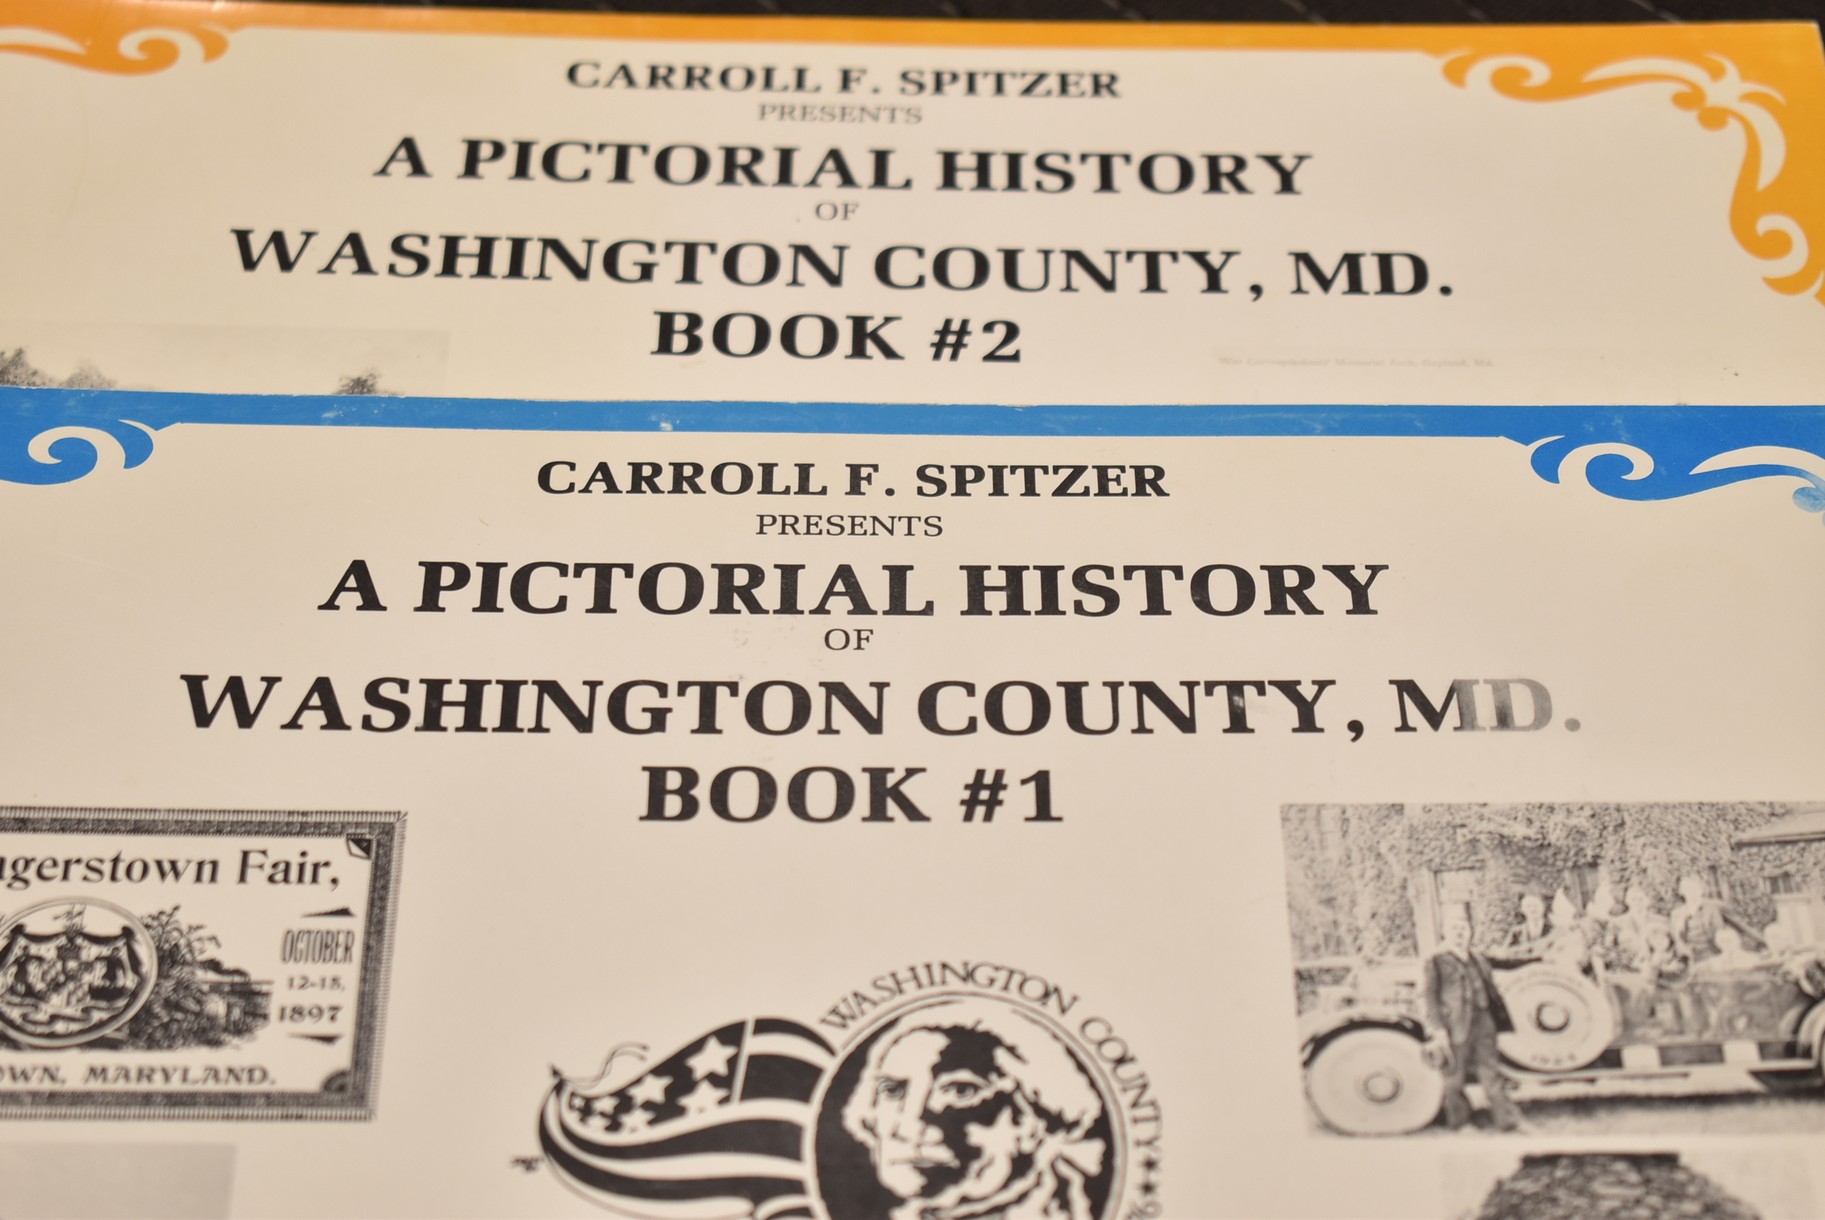 CARROLL F. SPITZER
PRESENTS
A PICTORIAL HISTORY
OF
WASHINGTON COUNTY, MD.
BOOK #2
CARROLL F. SPITZER
PRESENTS
A PICTORIAL HISTORY
OF
WASHINGTON COUNTY, MD.
BOOK #1
gerstown Fair,
OCTOBER
12-15,
1897
OWN, MARYLAND.
WASHINGTON COUNTY★★